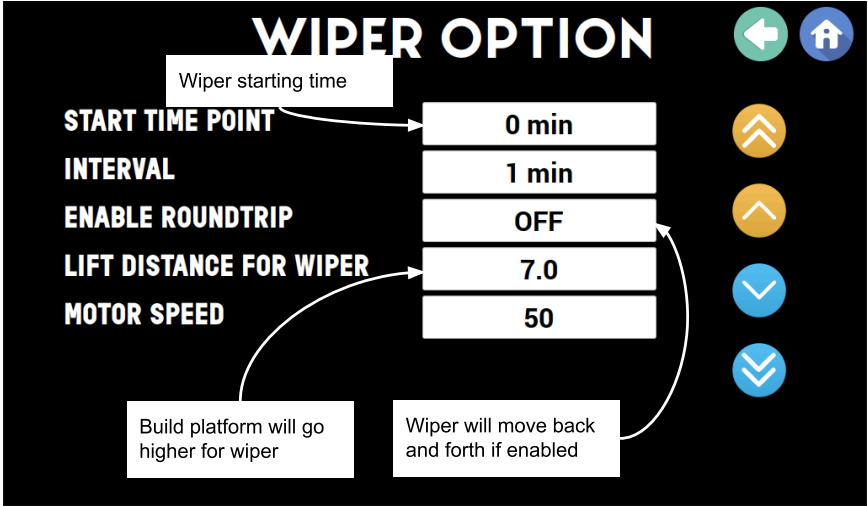 WIPER OPTION
Wiper starting time
START TIME POINT
0 min
INTERVAL
1 min
ENABLE ROUNDTRIP
OFF
LIFT DISTANCE FOR WIPER
7.0
MOTOR SPEED
50
Build platform will go
higher for wiper
Wiper will move back
and forth if enabled